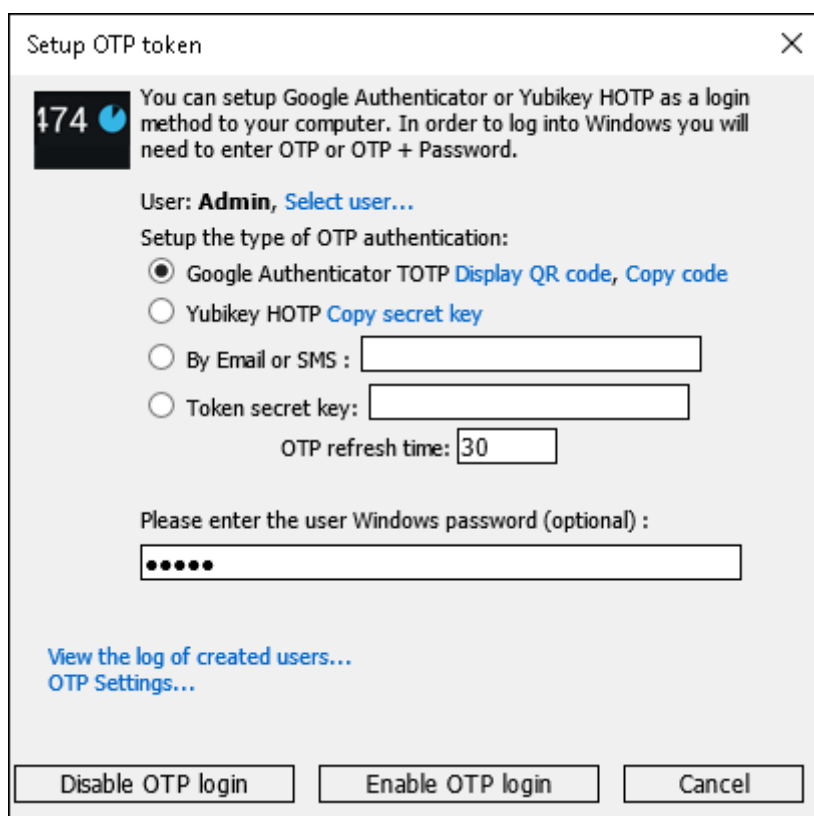 Setup OTP token
474
You can setup Google Authenticator or Yubikey HOTP as a login
method to your computer. In order to log into Windows you will
need to enter OTP or OTP + Password.
User: Admin, Select user...
Setup the type of OTP authentication:
Google Authenticator TOTP Display QR code, Copy code
Yubikey HOTP Copy secret key
By Email or SMS :
Token secret key:
OTP refresh time: 30
Please enter the user Windows password (optional) :
•••••
View the log of created users...
OTP Settings...
Disable OTP login Enable OTP login Cancel